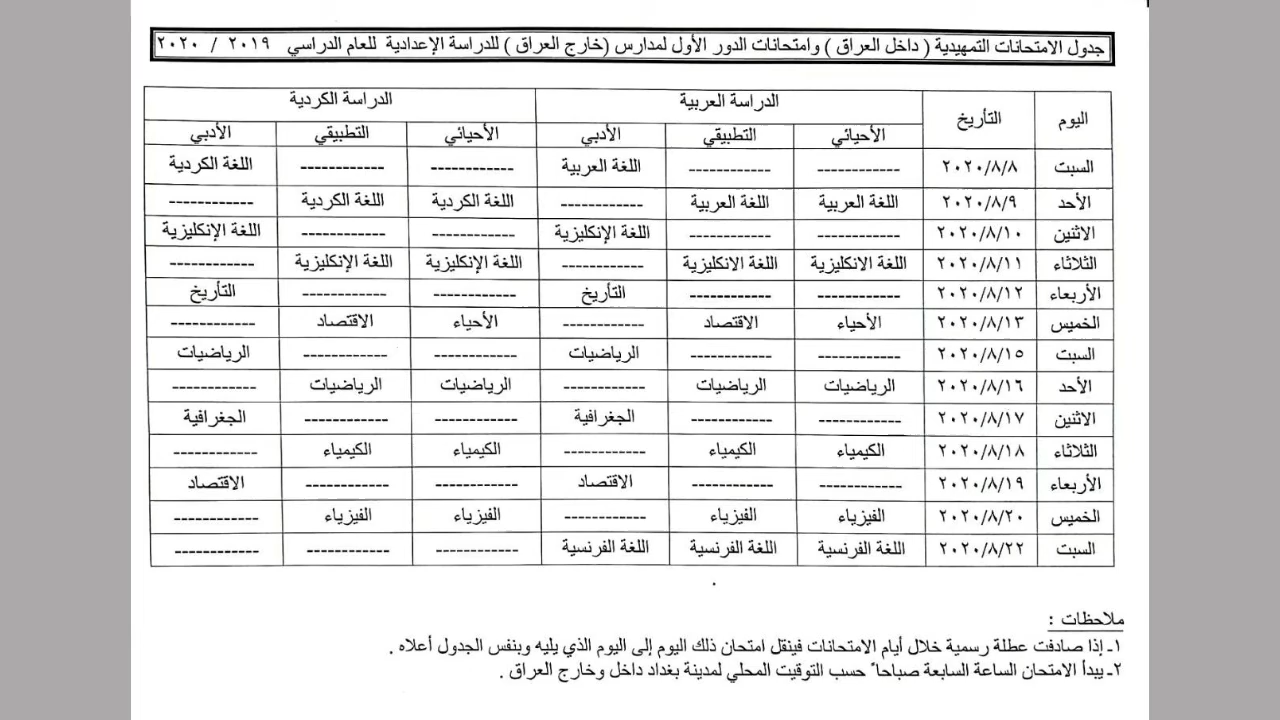 جدول الامتحانات التمهيدية ( داخل العراق ) وامتحانات الدور الأول لمدارس (خارج العراق ) للدراسة الإعدادية للعام الدراسي ٢٠١٩ / ٢٠٢٠
اليوم التأريخ الدراسة العربية الدراسة الكردية
الأحيائي التطبيقي الأدبي الأحيائي التطبيقي الأدبي
السبت ٢٠٢٠/٨/٨ ------------ ------------ اللغة العربية ------------ ------------ اللغة الكردية
الأحد ٢٠٢٠/٨/٩ اللغة العربية اللغة العربية ------------ اللغة الكردية اللغة الكردية ------------
الاثنين ٢٠٢٠/٨/١٠ ------------ ------------ اللغة الإنكليزية ------------ ------------ اللغة الإنكليزية
الثلاثاء ٢٠٢٠/٨/١١ اللغة الانكليزية اللغة الانكليزية ------------ اللغة الإنكليزية اللغة الإنكليزية ------------
الأربعاء ٢٠٢٠/٨/١٢ ------------ ------------ التأريخ ------------ ------------ التأريخ
الخميس ٢٠٢٠/٨/١٣ الأحياء الاقتصاد ------------ الأحياء الاقتصاد ------------
السبت ٢٠٢٠/٨/١٥ ------------ ------------ الرياضيات ------------ ------------ الرياضيات
الأحد ٢٠٢٠/٨/١٦ الرياضيات الرياضيات ------------ الرياضيات الرياضيات ------------
الاثنين ٢٠٢٠/٨/١٧ ------------ ------------ الجغرافية ------------ ------------ الجغرافية
الثلاثاء ٢٠٢٠/٨/١٨ الكيمياء الكيمياء ------------ الكيمياء الكيمياء ------------
الأربعاء ٢٠٢٠/٨/١٩ ------------ ------------ الاقتصاد ------------ ------------ الاقتصاد
الخميس ٢٠٢٠/٨/٢٠ الفيزياء الفيزياء ------------ الفيزياء الفيزياء ------------
السبت ٢٠٢٠/٨/٢٢ اللغة الفرنسية اللغة الفرنسية اللغة الفرنسية ------------ ------------ ------------
ملاحظات :
١ـ إذا صادفت عطلة رسمية خلال أيام الامتحانات فينقل امتحان ذلك اليوم إلى اليوم الذي يليه وبنفس الجدول أعلاه .
٢ـ يبدأ الامتحان الساعة السابعة صباحاً حسب التوقيت المحلي لمدينة بغداد داخل وخارج العراق .